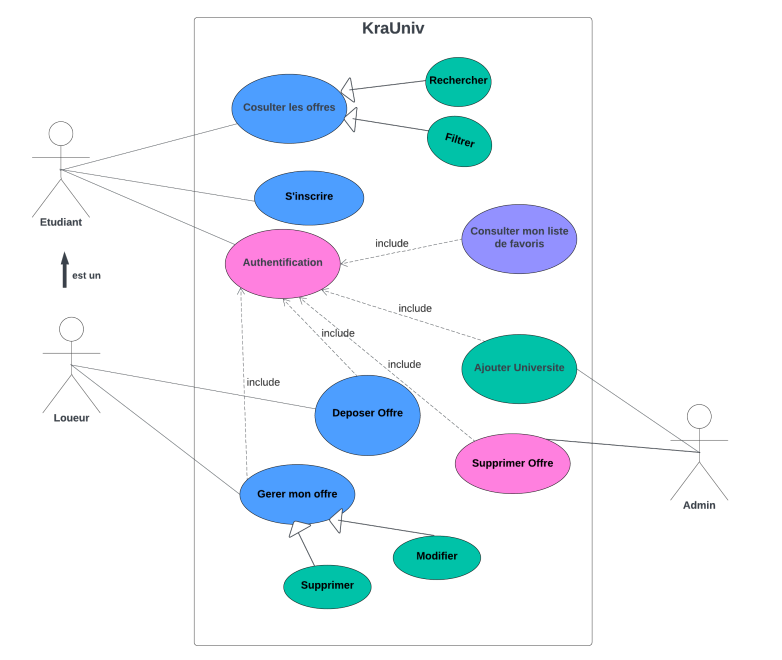 KraUniv
Rechercher
Cosulter les offres
Filtrer
Etudiant
S'inscrire
Consulter mon liste
de favoris
include
Authentification
est un
include
include
include
Ajouter Universite
include
Loueur
Deposer Offre
Supprimer Offre
Admin
Gerer mon offre
Modifier
Supprimer